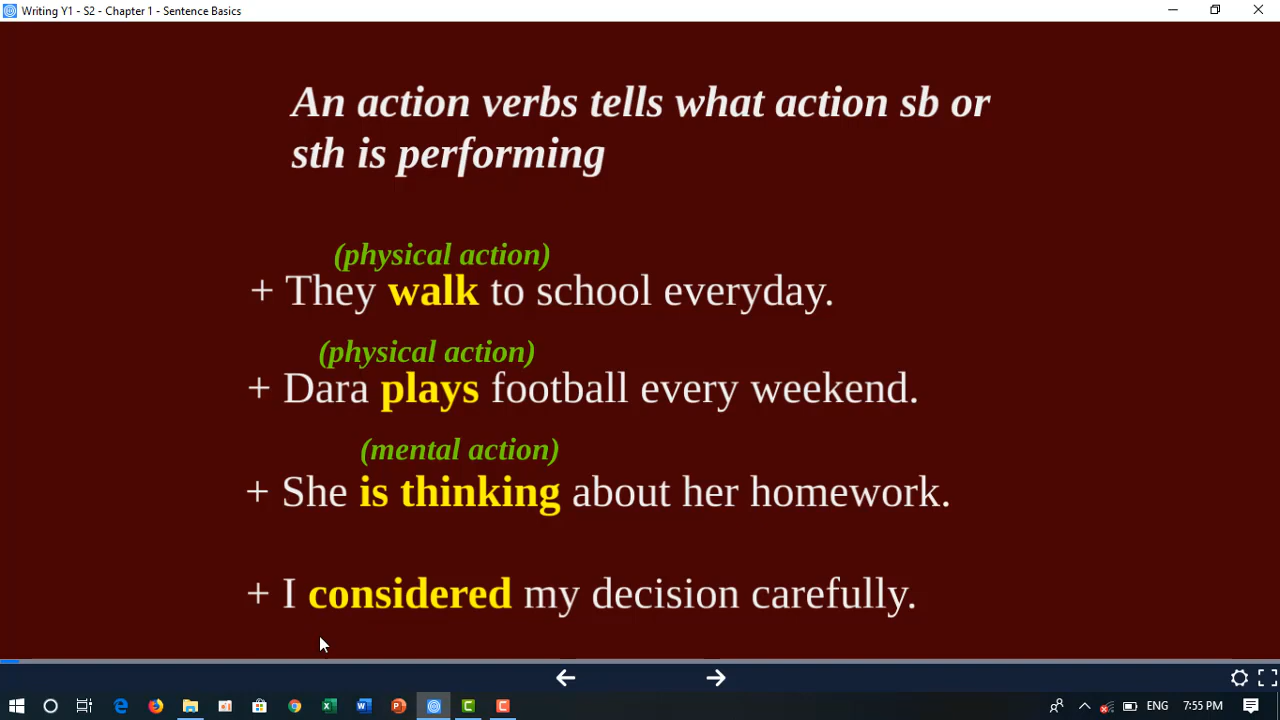 Writing Y1 - S2 - Chapter 1 - Sentence Basics
An action verbs tells what action sb or
sth is performing
(physical action)
+ They walk to school everyday.
(physical action)
+ Dara plays football every weekend.
(mental action)
+ She is thinking about her homework.
+ I considered my decision carefully.
ENG
7:55 PM